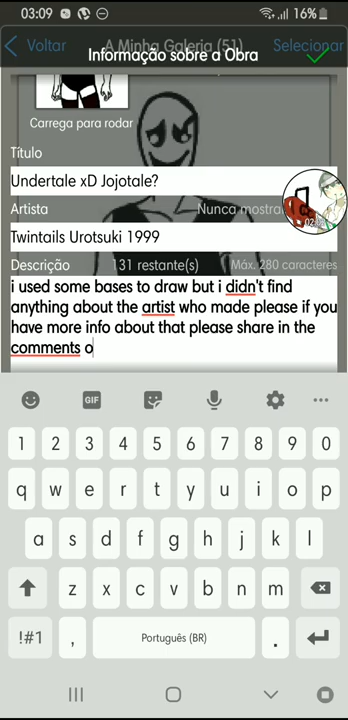 03:09 16%
Voltar A Minha Galeria (51) Selecionar
Informação sobre a Obra
Carrega para rodar
Título
Undertale xD Jojotale?
Artista Nunca mostrar
02:0
Twintails Urotsuki 1999
Descrição 131 restante(s) Máx. 280 caracteres
i used some bases to draw but i didn't find
anything about the artist who made please if you
have more info about that please share in the
comments o
GIF
1 2 3 4 5 6 7 8 9 0
q w e r t y u i o p
a s d f g h j k l
z x c v b n m
!#1 , Português (BR) .